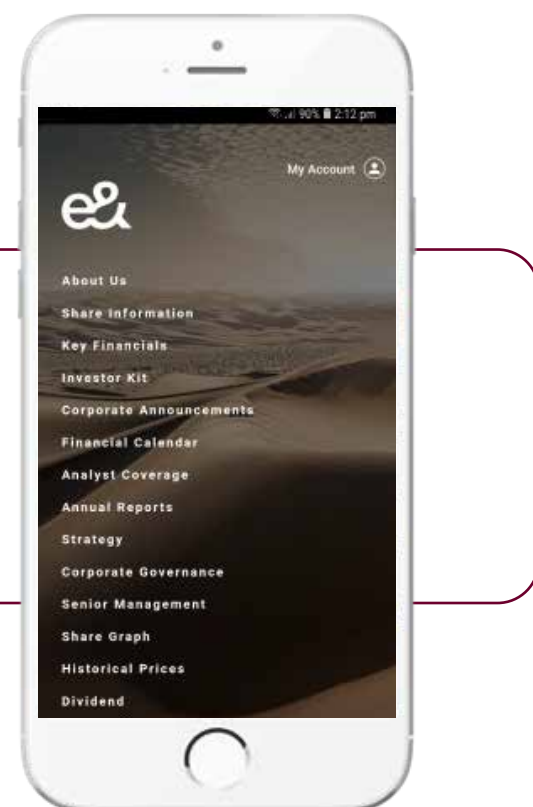 90% 2:12 pm
My Account
e&
About Us
Share Information
Key Financials
Investor Kit
Corporate Announcements
Financial Calendar
Analyst Coverage
Annual Reports
Strategy
Corporate Governance
Senior Management
Share Graph
Historical Prices
Dividend